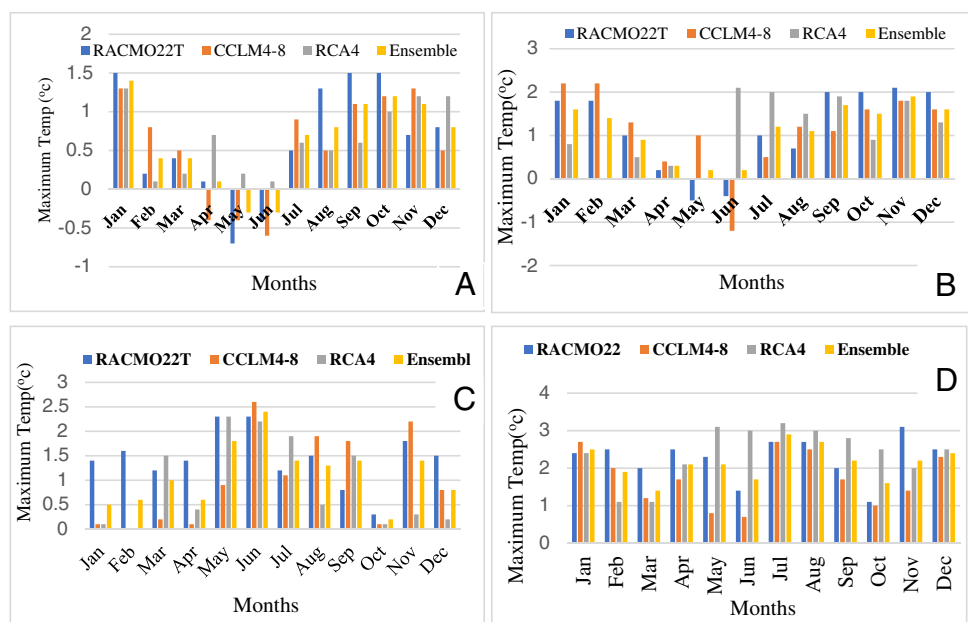 RACMO22T CCLM4-8 RCA4 Ensemble
Maximum Temp (°c)
2
1.5
1
0.5
0
-0.5
-1
Jan Feb Mar Apr May Jun Jul Aug Sep Oct Nov Dec
Months
A
RACMO22T CCLM4-8 RCA4 Ensemble
Maximum Temp (°c)
3
2
1
0
-1
-2
Jan Feb Mar Apr May Jun Jul Aug Sep Oct Nov Dec
Months
B
RACMO22T CCLM4-8 RCA4 Ensembl
Maximum Temp(°c)
3
2.5
2
1.5
1
0.5
0
Jan Feb Mar Apr May Jun Jul Aug Sep Oct Nov Dec
Months
C
RACMO22 CCLM4-8 RCA4 Ensemble
Maximum Temp(°c)
4
3
2
1
0
Jan Feb Mar Apr May Jun Jul Aug Sep Oct Nov Dec
Months
D